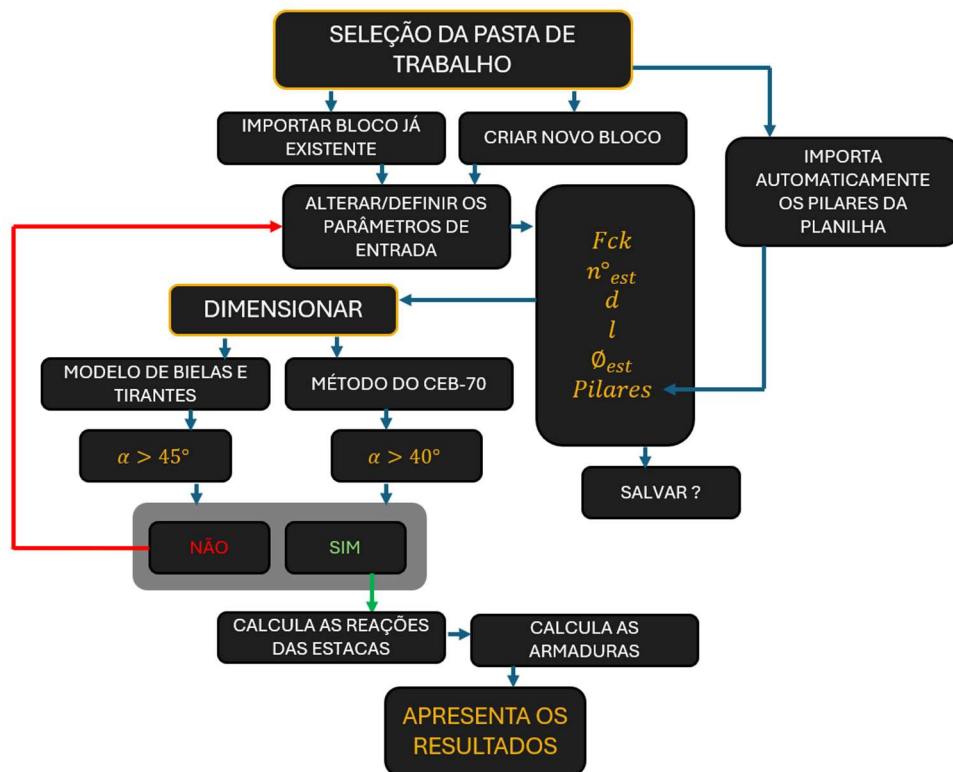 SELEÇÃO DA PASTA DE
TRABALHO
IMPORTAR BLOCO JÁ
EXISTENTE
CRIAR NOVO BLOCO
IMPORTA
AUTOMATICAMENTE
OS PILARES DA
PLANILHA
ALTERAR/DEFINIR OS
PARÂMETROS DE
ENTRADA
Fck
n°est
d
l
Øest
Pilares
DIMENSIONAR
MODELO DE BIELAS E
TIRANTES
MÉTODO DO CEB-70
α > 45°
α > 40°
SALVAR ?
NÃO
SIM
CALCULA AS REAÇÕES
DAS ESTACAS
CALCULA AS
ARMADURAS
APRESENTA OS
RESULTADOS